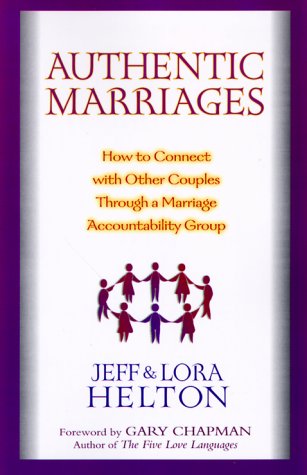 AUTHENTIC
MARRIAGES
How to Connect
with Other Couples
Through a Marriage
Accountability Group
JEFF & LORA
HELTON
Foreword by GARY CHAPMAN
Author of The Five Love Languages